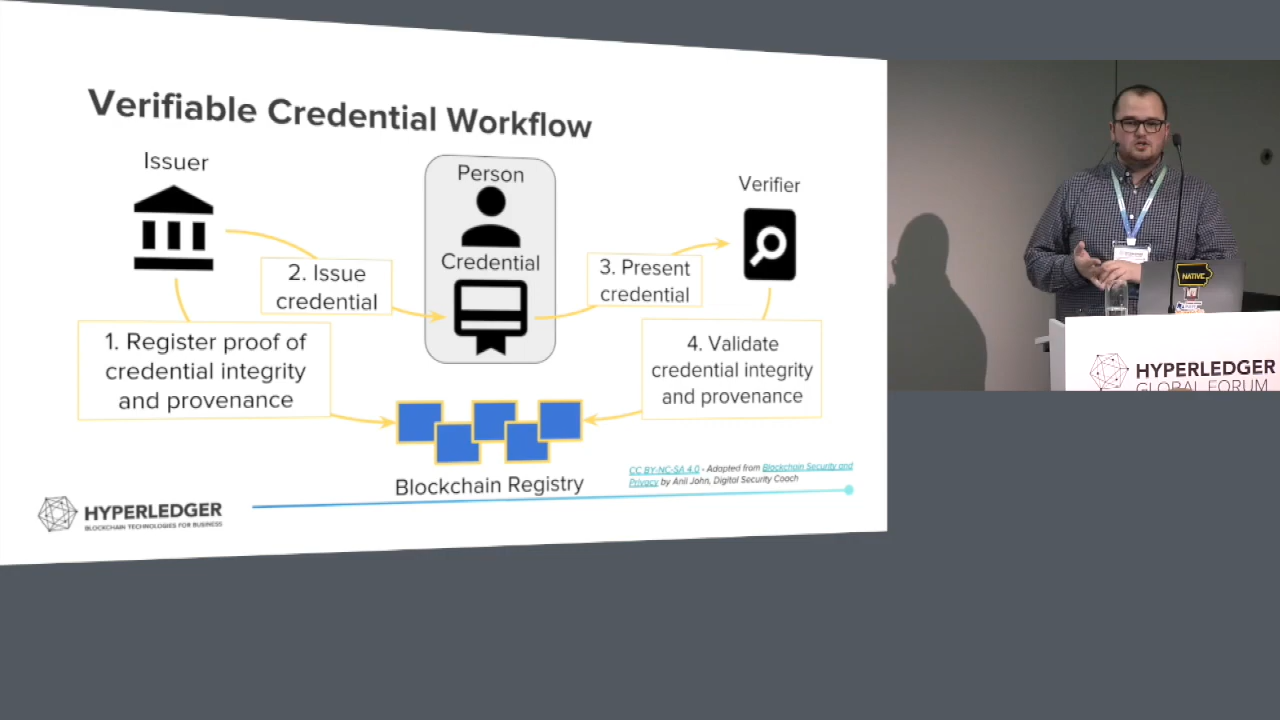 Verifiable Credential Workflow
Issuer
Person
Credential
Verifier
2. Issue
credential
3. Present
credential
1. Register proof of
credential integrity
and provenance
4. Validate
credential integrity
and provenance
Blockchain Registry
CC BY-NC-SA 4.0 - Adapted from Blockchain Security and
Privacy by Anil John, Digital Security Coach
HYPERLEDGER
BLOCKCHAIN TECHNOLOGIES FOR BUSINESS
NATIVE
HYPERLEDGER
GLOBAL FORUM